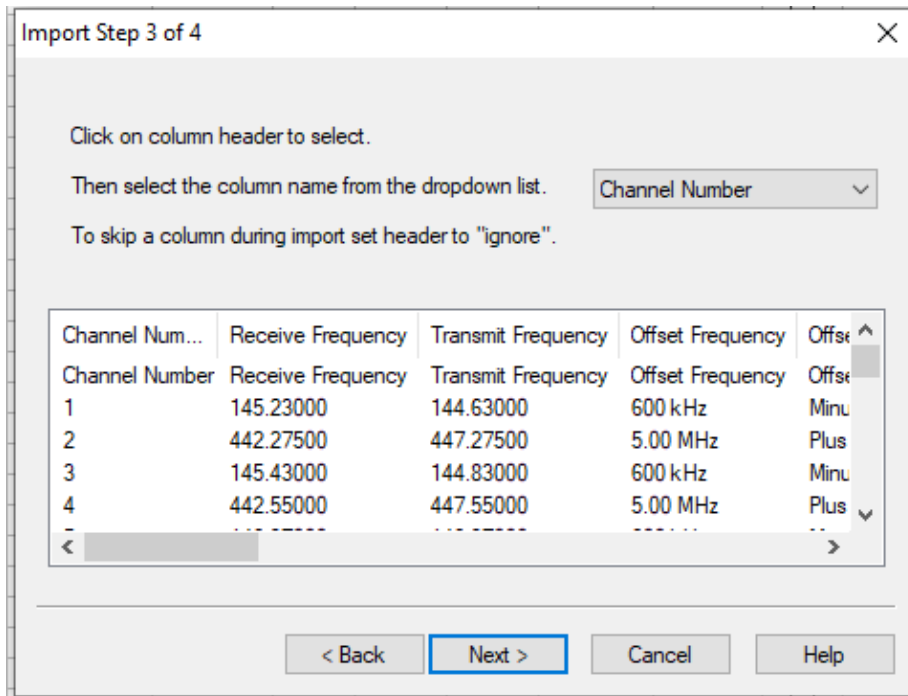 Import Step 3 of 4
Click on column header to select.
Then select the column name from the dropdown list.
Channel Number
To skip a column during import set header to "ignore".
Channel Num... Receive Frequency Transmit Frequency Offset Frequency Offse
Channel Number Receive Frequency Transmit Frequency Offset Frequency Offse
1 145.23000 144.63000 600 kHz Minu
2 442.27500 447.27500 5.00 MHz Plus
3 145.43000 144.83000 600 kHz Minu
4 442.55000 447.55000 5.00 MHz Plus
< Back Next > Cancel Help